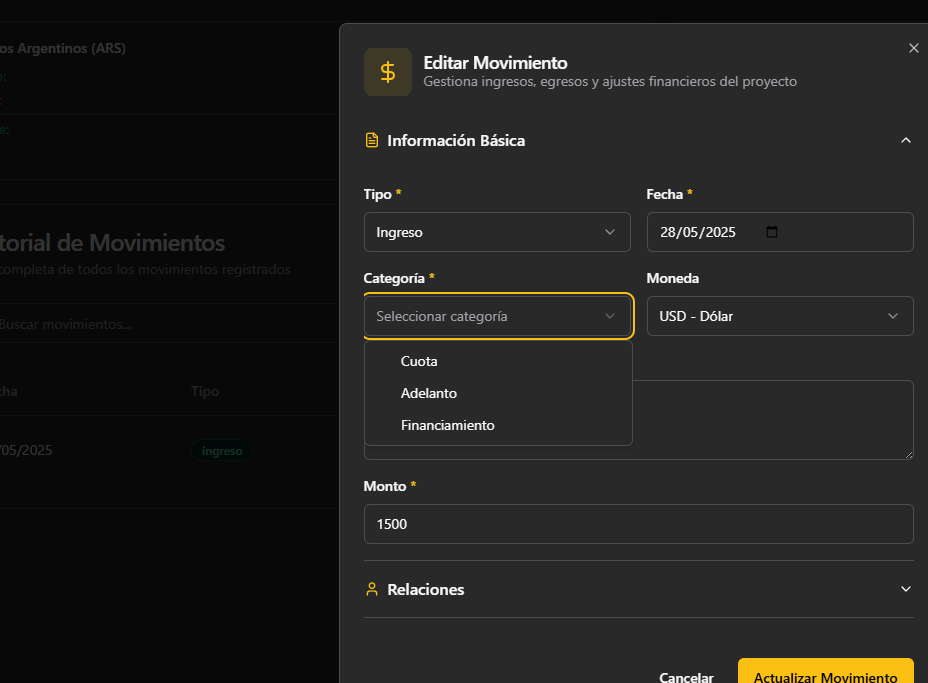 os Argentinos (ARS)
o:
e:
torial de Movimientos
completa de todos los movimientos registrados
Buscar movimientos...
cha
Tipo
/05/2025
ingreso
$
Editar Movimiento
Gestiona ingresos, egresos y ajustes financieros del proyecto
Información Básica
Tipo *
Fecha *
Ingreso
28/05/2025
Categoría *
Moneda
Seleccionar categoría
USD - Dólar
Cuota
Adelanto
Financiamiento
Monto *
1500
Relaciones
Cancelar
Actualizar Movimiento